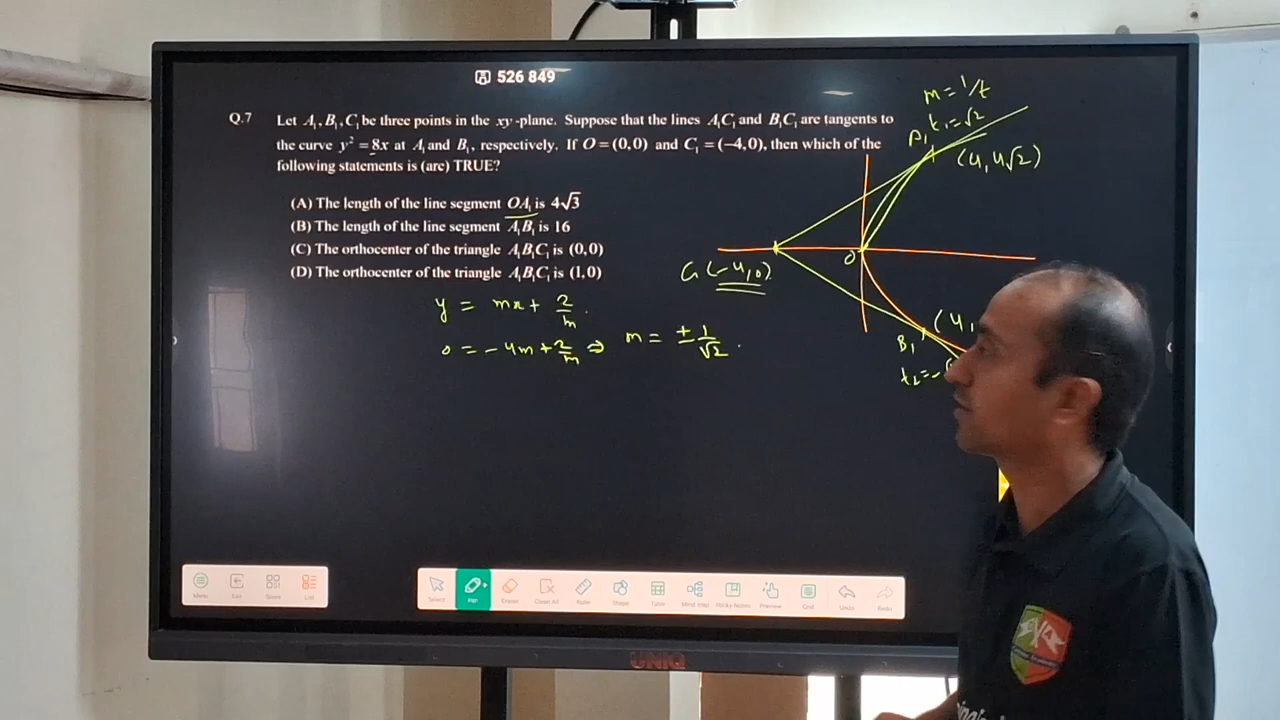 526 849
Q.7 Let A₁, B₁, C₁ be three points in the xy-plane. Suppose that the lines A₁C₁ and B₁C₁ are tangents to
the curve y² = 8x at A₁ and B₁, respectively. If O = (0,0) and C₁ = (−4,0), then which of the
following statements is (are) TRUE?
(A) The length of the line segment OA₁ is 4√3
(B) The length of the line segment A₁B₁ is 16
(C) The orthocenter of the triangle A₁B₁C₁ is (0,0)
(D) The orthocenter of the triangle A₁B₁C₁ is (1,0)
y = mx + 2/m
0 = -4m + 2/m ⇒ m = ± 1/√2
m = 1/t
A₁ t₁ = √2
(4, 4√2)
C₁ (-4,0)
O
(4,
B₁
t₂ = -
Menu Exit Share List
Select Pen Eraser Clean All Ruler Shape Table Mind map Sticky Notes Preview Grid Undo Redo
UNIQ